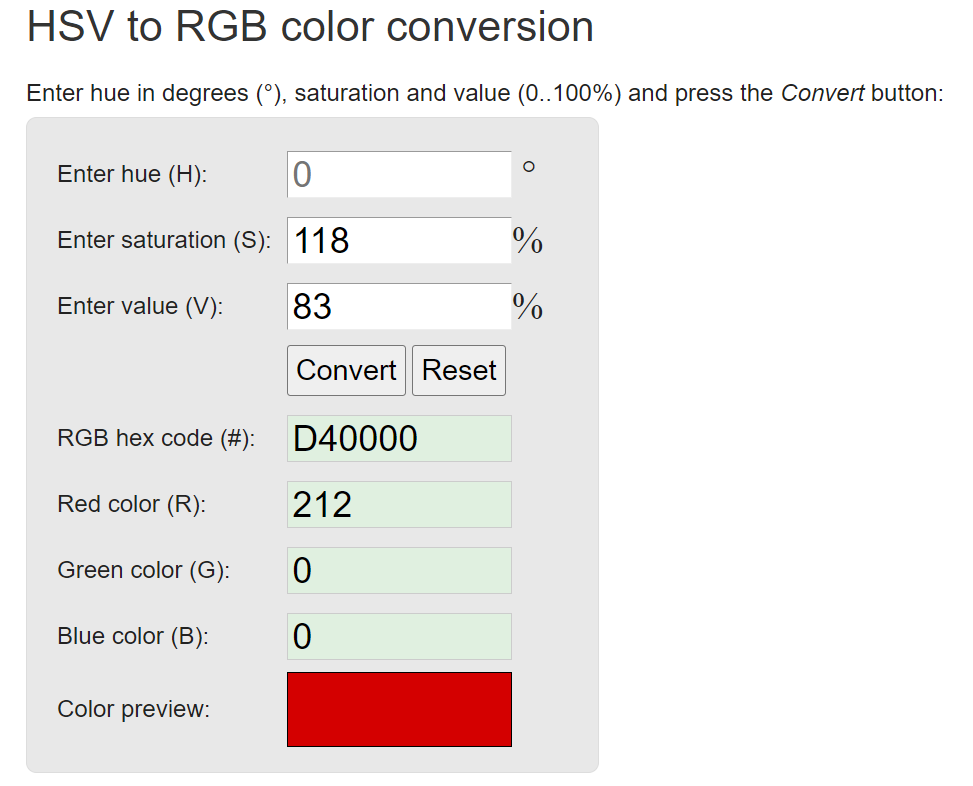 HSV to RGB color conversion
Enter hue in degrees (°), saturation and value (0..100%) and press the Convert button:
Enter hue (H): 0 °
Enter saturation (S): 118 %
Enter value (V): 83 %
Convert Reset
RGB hex code (#): D40000
Red color (R): 212
Green color (G): 0
Blue color (B): 0
Color preview: